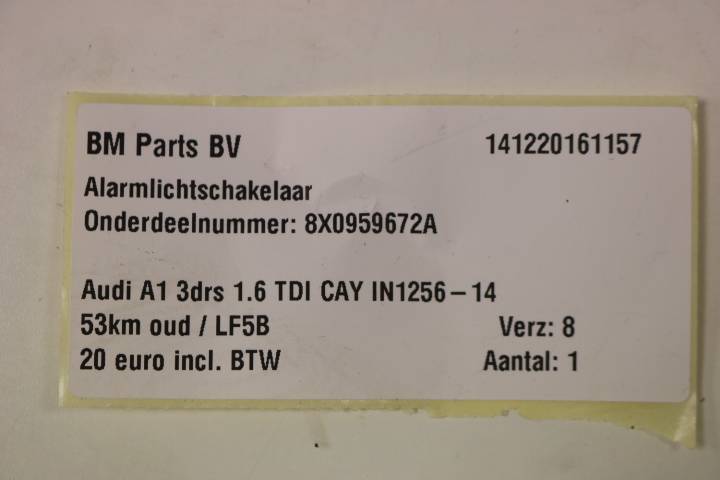 BM Parts BV 141220161157
Alarmlichtschakelaar
Onderdeelnummer: 8X0959672A
Audi A1 3drs 1.6 TDI CAY IN1256-14
53km oud / LF5B Verz: 8
20 euro incl. BTW Aantal: 1